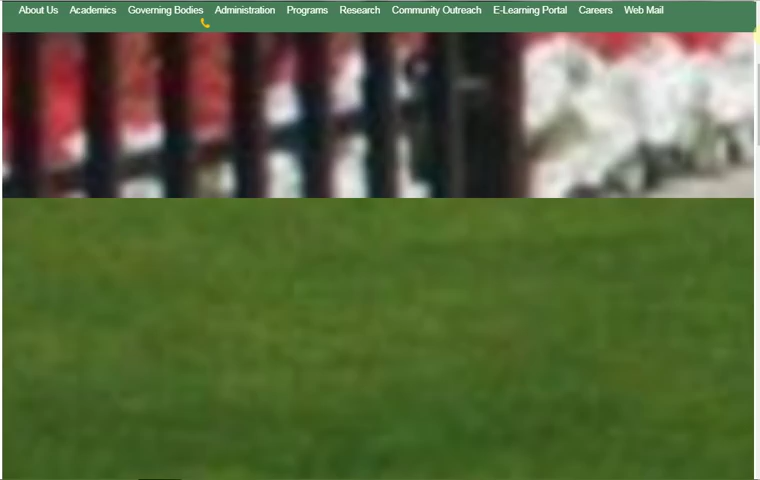 About Us Academics Governing Bodies Administration Programs Research Community Outreach E-Learning Portal Careers Web Mail